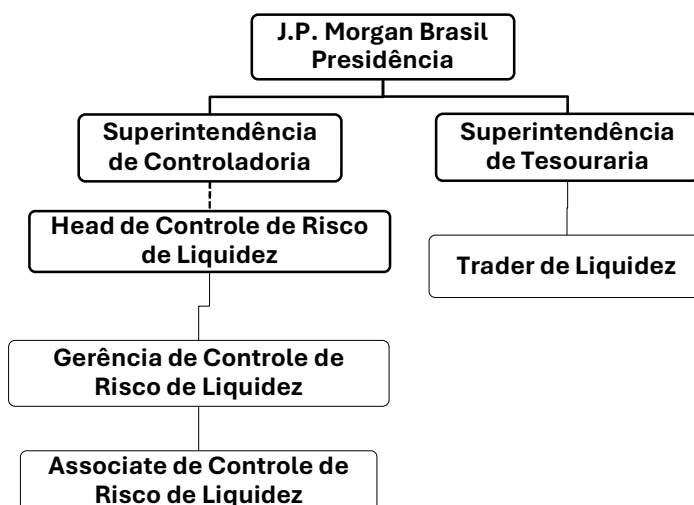 J.P. Morgan Brasil
Presidência
Superintendência
de Controladoria
Superintendência
de Tesouraria
Head de Controle de Risco
de Liquidez
Trader de Liquidez
Gerência de Controle de
Risco de Liquidez
Associate de Controle de
Risco de Liquidez